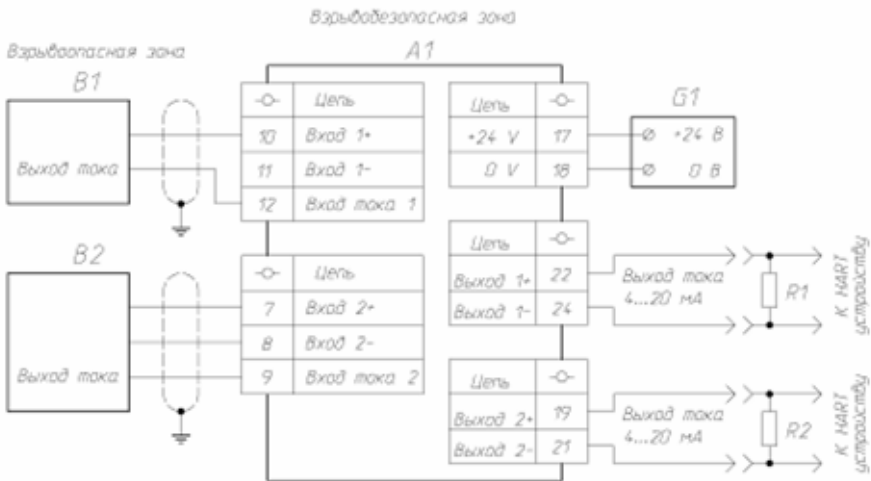 Взрывобезопасная зона
Взрывоопасная зона
A1
B1
Выход тока
Цепь
10 Вход 1+
11 Вход 1-
12 Вход тока 1
B2
Выход тока
Цепь
7 Вход 2+
8 Вход 2-
9 Вход тока 2
Цепь
+24 V 17
0 V 18
G1
+24 В
0 В
Цепь
Выход 1+ 22
Выход 1- 24
Выход тока
4...20 мА
R1
К HART
устройству
Цепь
Выход 2+ 19
Выход 2- 21
Выход тока
4...20 мА
R2
К HART
устройству